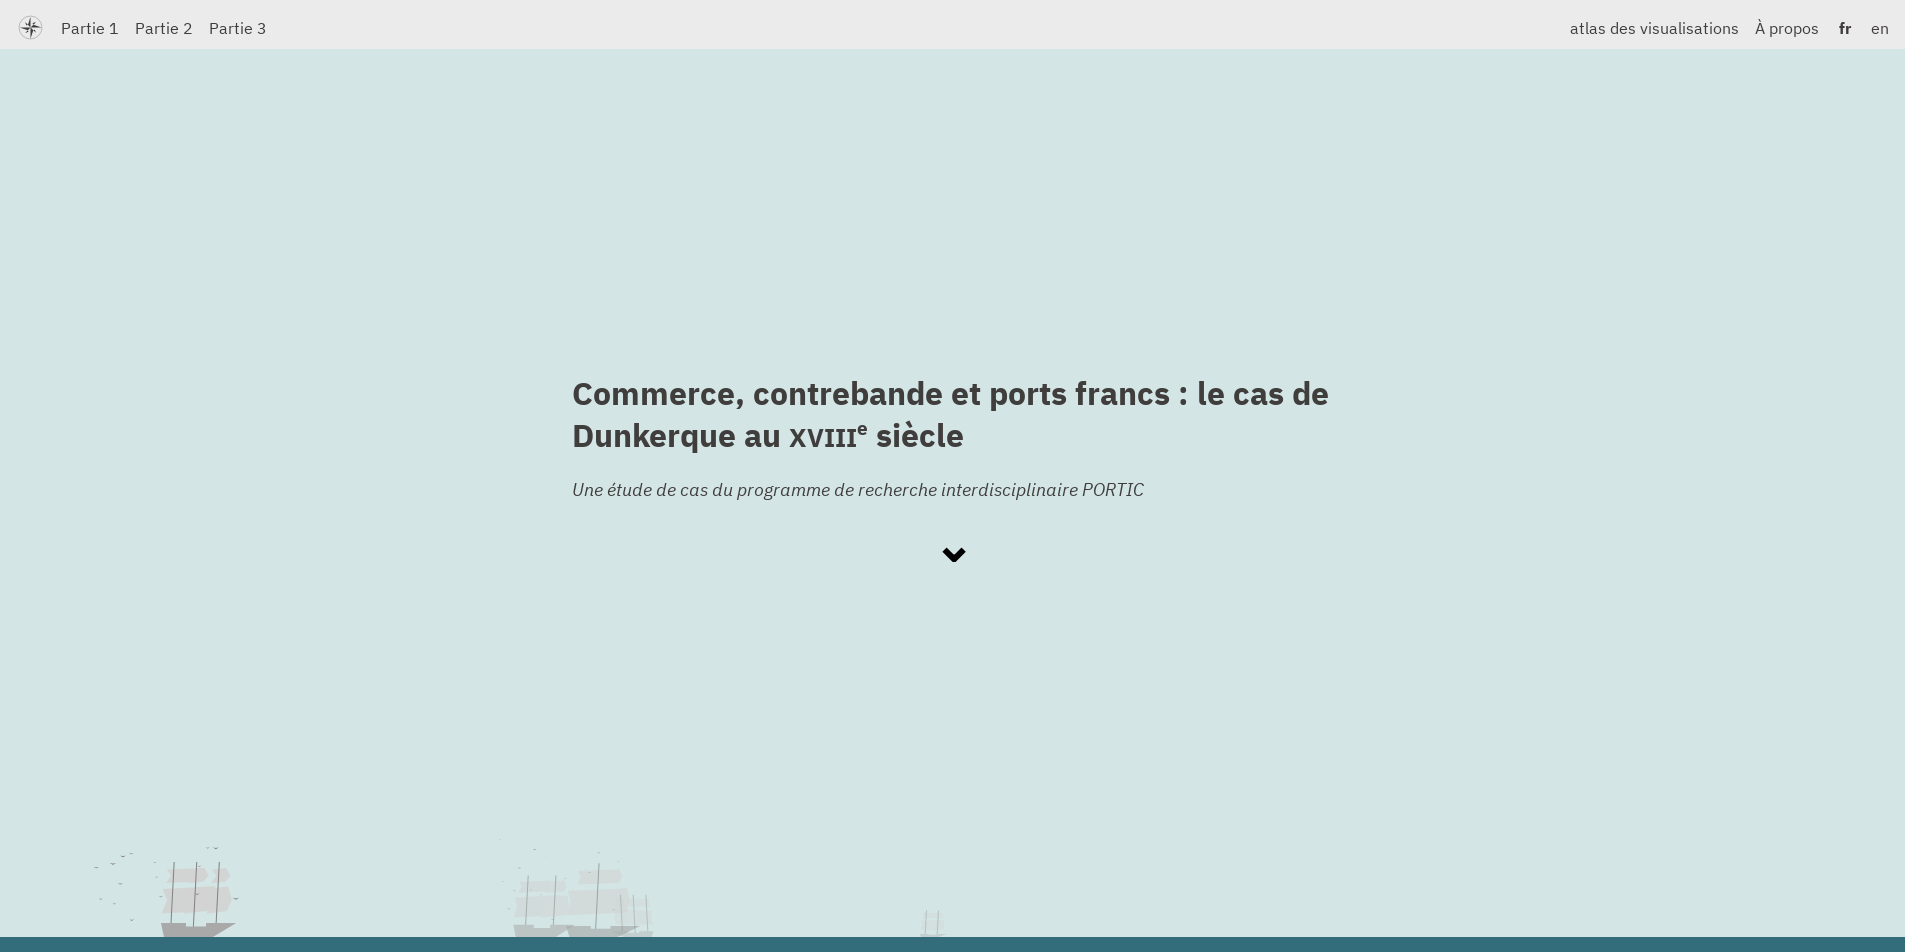 Partie 1 Partie 2 Partie 3 atlas des visualisations À propos fr en
Commerce, contrebande et ports francs : le cas de
Dunkerque au XVIIIe siècle
Une étude de cas du programme de recherche interdisciplinaire PORTIC